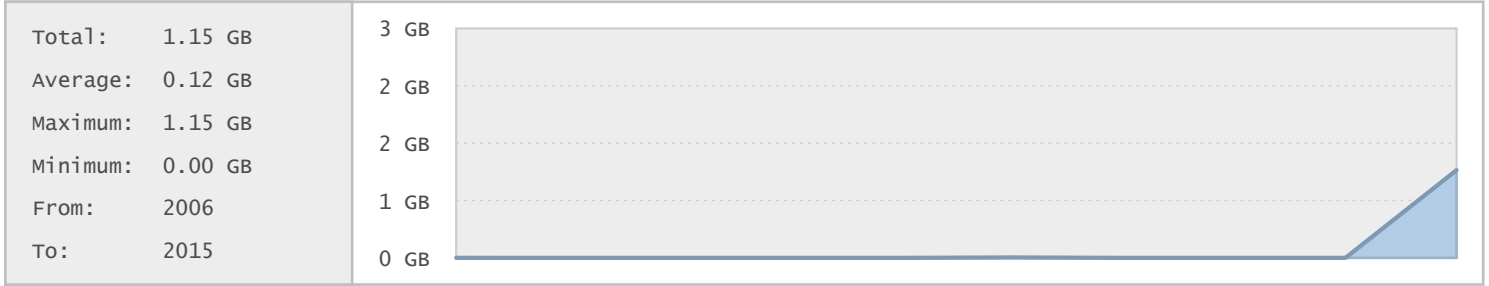 Total: 1.15 GB
Average: 0.12 GB
Maximum: 1.15 GB
Minimum: 0.00 GB
From: 2006
To: 2015
3 GB
2 GB
2 GB
1 GB
0 GB